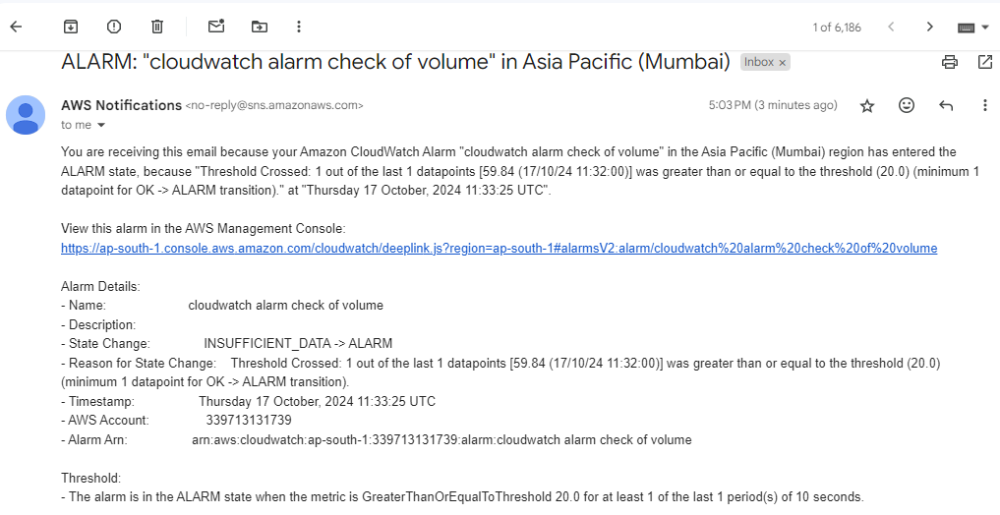 1 of 6,186
ALARM: "cloudwatch alarm check of volume" in Asia Pacific (Mumbai) Inbox ×
AWS Notifications <no-reply@sns.amazonaws.com> 5:03 PM (3 minutes ago)
to me
You are receiving this email because your Amazon CloudWatch Alarm "cloudwatch alarm check of volume" in the Asia Pacific (Mumbai) region has entered the
ALARM state, because "Threshold Crossed: 1 out of the last 1 datapoints [59.84 (17/10/24 11:32:00)] was greater than or equal to the threshold (20.0) (minimum 1
datapoint for OK -> ALARM transition)." at "Thursday 17 October, 2024 11:33:25 UTC".
View this alarm in the AWS Management Console:
https://ap-south-1.console.aws.amazon.com/cloudwatch/deeplink.js?region=ap-south-1#alarmsV2:alarm/cloudwatch%20alarm%20check%20of%20volume
Alarm Details:
- Name: cloudwatch alarm check of volume
- Description:
- State Change: INSUFFICIENT_DATA -> ALARM
- Reason for State Change: Threshold Crossed: 1 out of the last 1 datapoints [59.84 (17/10/24 11:32:00)] was greater than or equal to the threshold (20.0)
(minimum 1 datapoint for OK -> ALARM transition).
- Timestamp: Thursday 17 October, 2024 11:33:25 UTC
- AWS Account: 339713131739
- Alarm Arn: arn:aws:cloudwatch:ap-south-1:339713131739:alarm:cloudwatch alarm check of volume
Threshold:
- The alarm is in the ALARM state when the metric is GreaterThanOrEqualToThreshold 20.0 for at least 1 of the last 1 period(s) of 10 seconds.